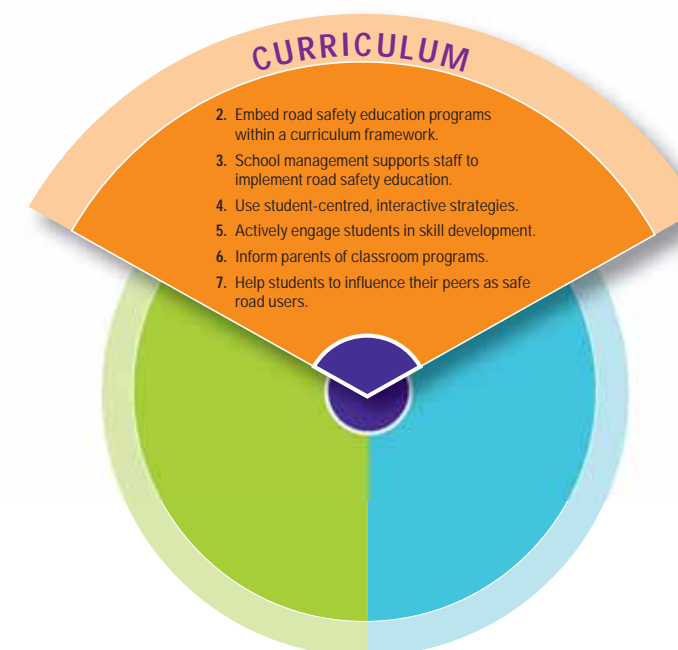 CURRICULUM
2. Embed road safety education programs
within a curriculum framework.
3. School management supports staff to
implement road safety education.
4. Use student-centred, interactive strategies.
5. Actively engage students in skill development.
6. Inform parents of classroom programs.
7. Help students to influence their peers as safe
road users.